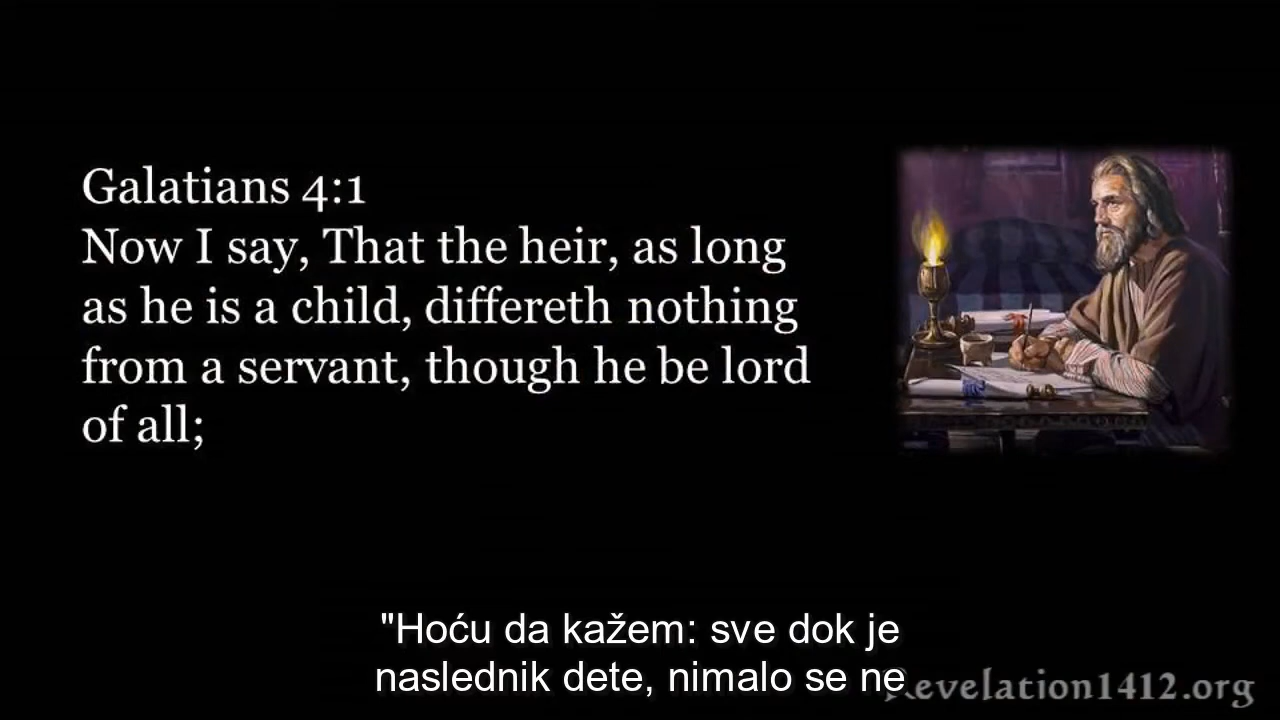 Galatians 4:1
Now I say, That the heir, as long
as he is a child, differeth nothing
from a servant, though he be lord
of all;
"Hoću da kažem: sve dok je
naslednik dete, nimalo se ne
Revelation1412.org